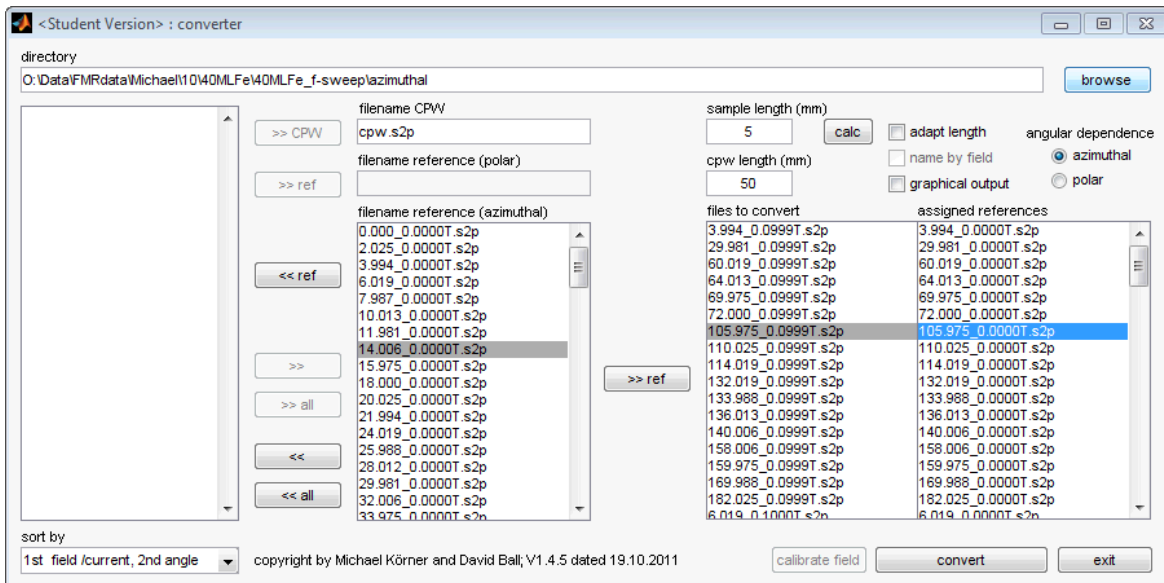 <Student Version> : converter
directory
O:\Data\FMRdata\Michael\10\40MLFe\40MLFe_f-sweep\azimuthal
browse
>> CPW
>> ref
<< ref
>>
>> all
<<
<< all
filename CPW
cpw.s2p
filename reference (polar)
filename reference (azimuthal)
0.000_0.0000T.s2p
2.025_0.0000T.s2p
3.994_0.0000T.s2p
6.019_0.0000T.s2p
7.987_0.0000T.s2p
10.013_0.0000T.s2p
11.981_0.0000T.s2p
14.006_0.0000T.s2p
15.975_0.0000T.s2p
18.000_0.0000T.s2p
20.025_0.0000T.s2p
21.994_0.0000T.s2p
24.019_0.0000T.s2p
25.988_0.0000T.s2p
28.012_0.0000T.s2p
29.981_0.0000T.s2p
32.006_0.0000T.s2p
33.975_0.0000T.s2p
>> ref
sample length (mm)
5
calc
cpw length (mm)
50
adapt length
name by field
graphical output
angular dependence
azimuthal
polar
files to convert
3.994_0.0999T.s2p
29.981_0.0999T.s2p
60.019_0.0999T.s2p
64.013_0.0999T.s2p
69.975_0.0999T.s2p
72.000_0.0999T.s2p
105.975_0.0999T.s2p
110.025_0.0999T.s2p
114.019_0.0999T.s2p
132.019_0.0999T.s2p
133.988_0.0999T.s2p
136.013_0.0999T.s2p
140.006_0.0999T.s2p
158.006_0.0999T.s2p
159.975_0.0999T.s2p
169.988_0.0999T.s2p
182.025_0.0999T.s2p
6.019_0.1000T.s2p
assigned references
3.994_0.0000T.s2p
29.981_0.0000T.s2p
60.019_0.0000T.s2p
64.013_0.0000T.s2p
69.975_0.0000T.s2p
72.000_0.0000T.s2p
105.975_0.0000T.s2p
110.025_0.0000T.s2p
114.019_0.0000T.s2p
132.019_0.0000T.s2p
133.988_0.0000T.s2p
136.013_0.0000T.s2p
140.006_0.0000T.s2p
158.006_0.0000T.s2p
159.975_0.0000T.s2p
169.988_0.0000T.s2p
182.025_0.0000T.s2p
6.019_0.0000T.s2p
sort by
1st field /current, 2nd angle
copyright by Michael Körner and David Ball; V1.4.5 dated 19.10.2011
calibrate field
convert
exit